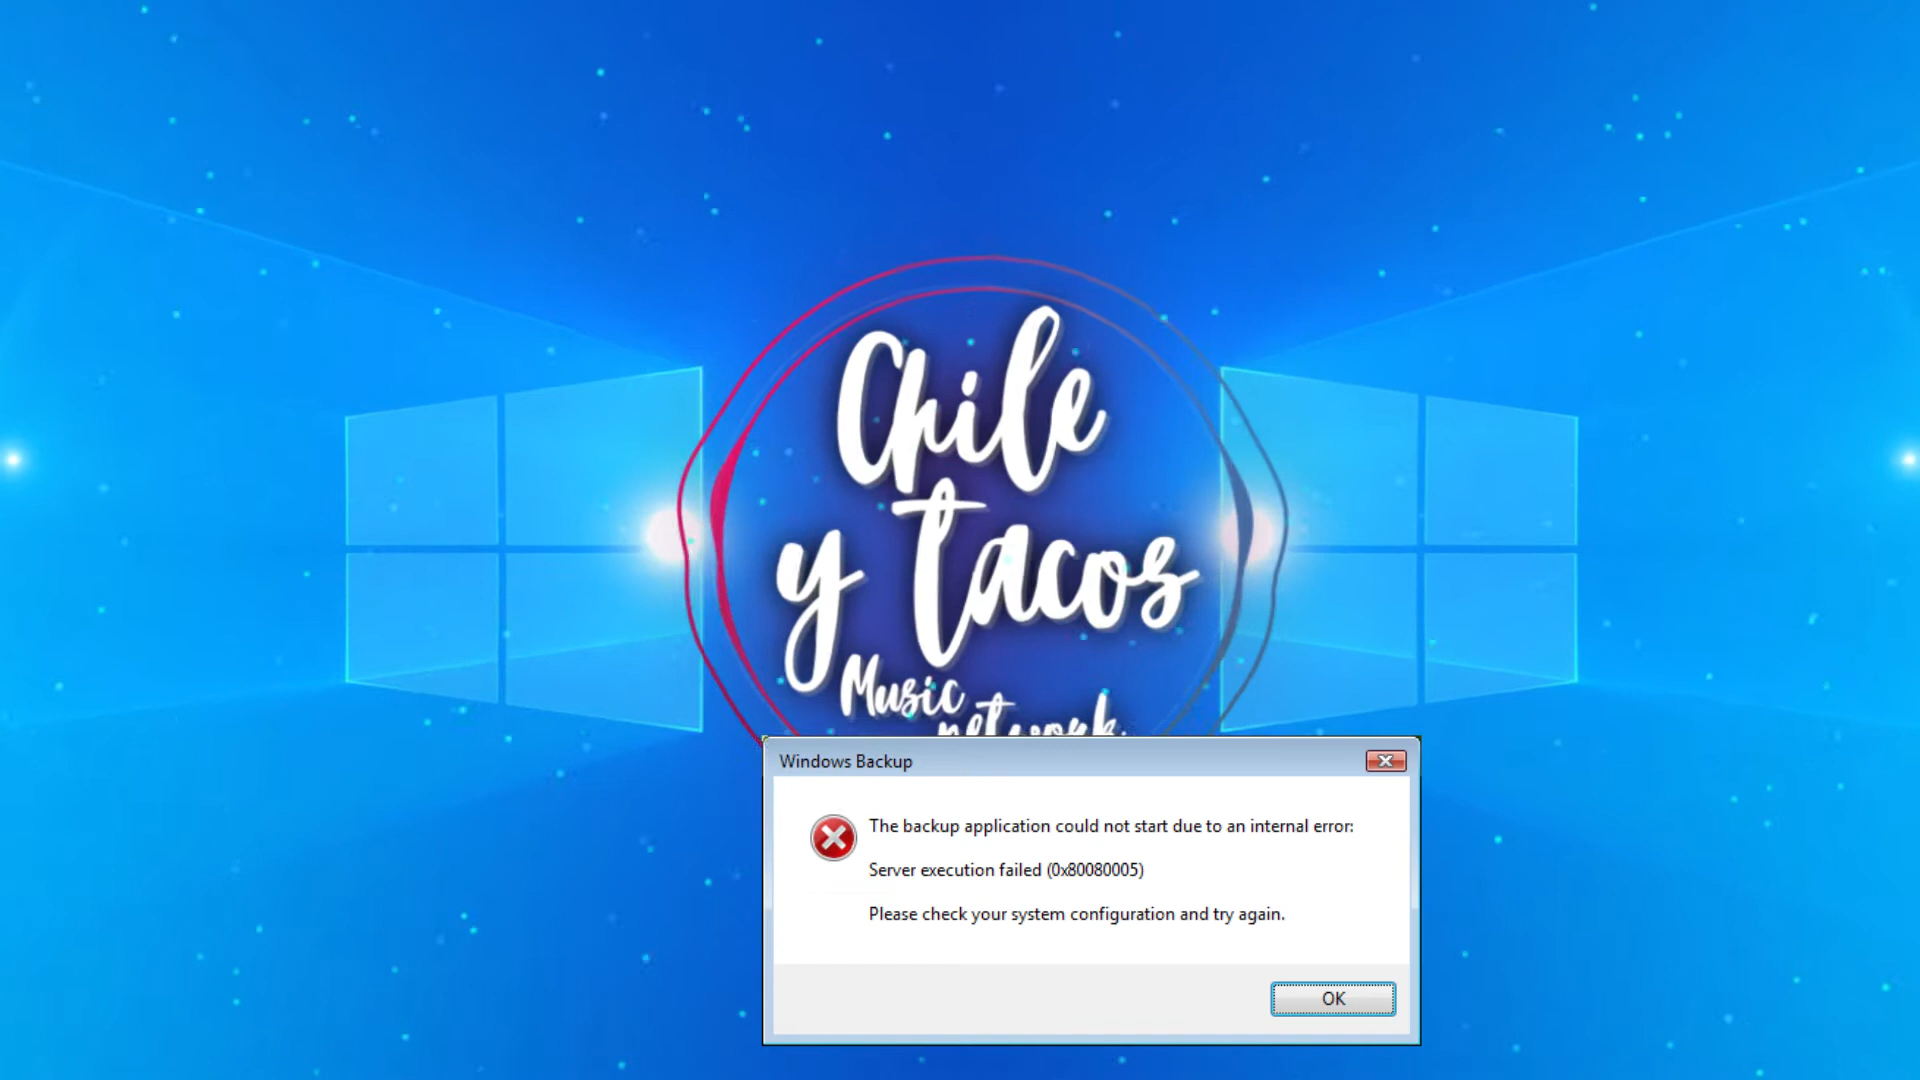 Chile
y tacos
Music
network
Windows Backup
The backup application could not start due to an internal error:
Server execution failed (0x80080005)
Please check your system configuration and try again.
OK